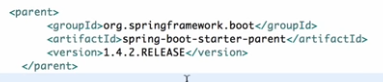 <parent>
<groupId>org.springframework.boot</groupId>
<artifactId>spring-boot-starter-parent</artifactId>
<version>1.4.2.RELEASE</version>
</parent>